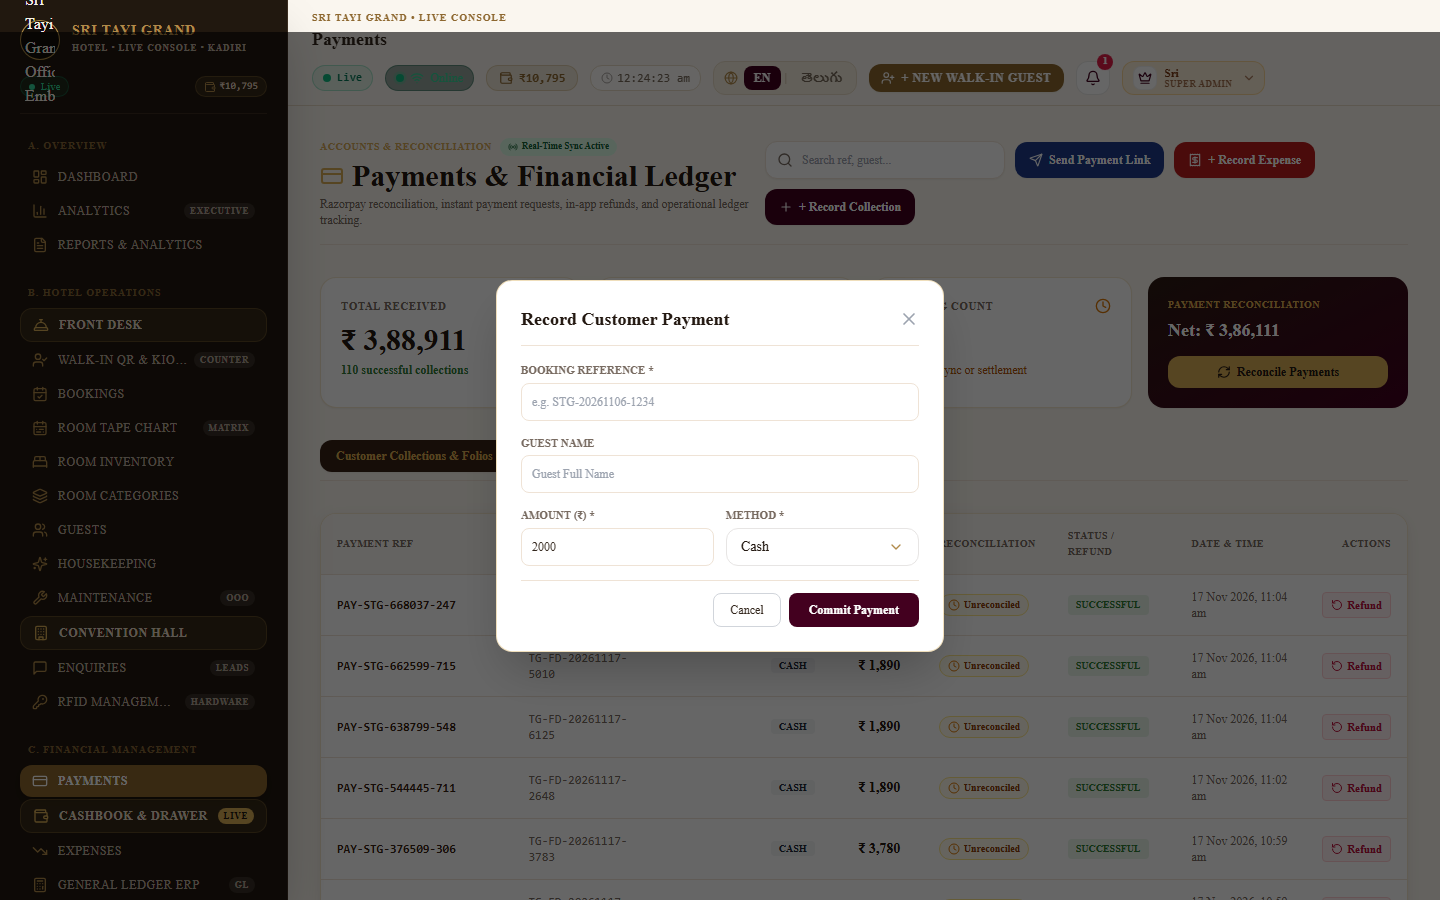 Sri
Tayi
Gran
Offic
Emb
SRI TAYI GRAND
HOTEL • LIVE CONSOLE • KADIRI
Live
₹10,795
A. OVERVIEW
DASHBOARD
ANALYTICS
EXECUTIVE
REPORTS & ANALYTICS
B. HOTEL OPERATIONS
FRONT DESK
WALK-IN QR & KIO...
COUNTER
BOOKINGS
ROOM TAPE CHART
MATRIX
ROOM INVENTORY
ROOM CATEGORIES
GUESTS
HOUSEKEEPING
MAINTENANCE
OOO
CONVENTION HALL
ENQUIRIES
LEADS
RFID MANAGEM...
HARDWARE
C. FINANCIAL MANAGEMENT
PAYMENTS
CASHBOOK & DRAWER
LIVE
EXPENSES
GENERAL LEDGER ERP
GL
SRI TAYI GRAND • LIVE CONSOLE
Payments
Live
₹10,795
12:24:23 am
EN
తెలుగు
+ NEW WALK-IN GUEST
1
Sri
SUPER ADMIN
ACCOUNTS & RECONCILIATION
Real-Time Sync Active
Payments & Financial Ledger
Razorpay reconciliation, instant payment requests, in-app refunds, and operational ledger
tracking.
Search ref, guest...
Send Payment Link
+ Record Expense
+ Record Collection
TOTAL RECEIVED
₹ 3,88,911
110 successful collections
COUNT
ync or settlement
PAYMENT RECONCILIATION
Net: ₹ 3,86,111
Reconcile Payments
Customer Collections & Folios
Record Customer Payment
BOOKING REFERENCE *
e.g. STG-20261106-1234
GUEST NAME
Guest Full Name
AMOUNT (₹) *
METHOD *
2000
Cash
Cancel
Commit Payment
PAYMENT REF
RECONCILIATION
STATUS /
REFUND
DATE & TIME
ACTIONS
PAY-STG-668037-247
Unreconciled
SUCCESSFUL
17 Nov 2026, 11:04
am
Refund
PAY-STG-662599-715
TG-FD-20261117-
5010
CASH
₹ 1,890
Unreconciled
SUCCESSFUL
17 Nov 2026, 11:04
am
Refund
PAY-STG-638799-548
TG-FD-20261117-
6125
CASH
₹ 1,890
Unreconciled
SUCCESSFUL
17 Nov 2026, 11:04
am
Refund
PAY-STG-544445-711
TG-FD-20261117-
2648
CASH
₹ 1,890
Unreconciled
SUCCESSFUL
17 Nov 2026, 11:02
am
Refund
PAY-STG-376509-306
TG-FD-20261117-
3783
CASH
₹ 3,780
Unreconciled
SUCCESSFUL
17 Nov 2026, 10:59
am
Refund